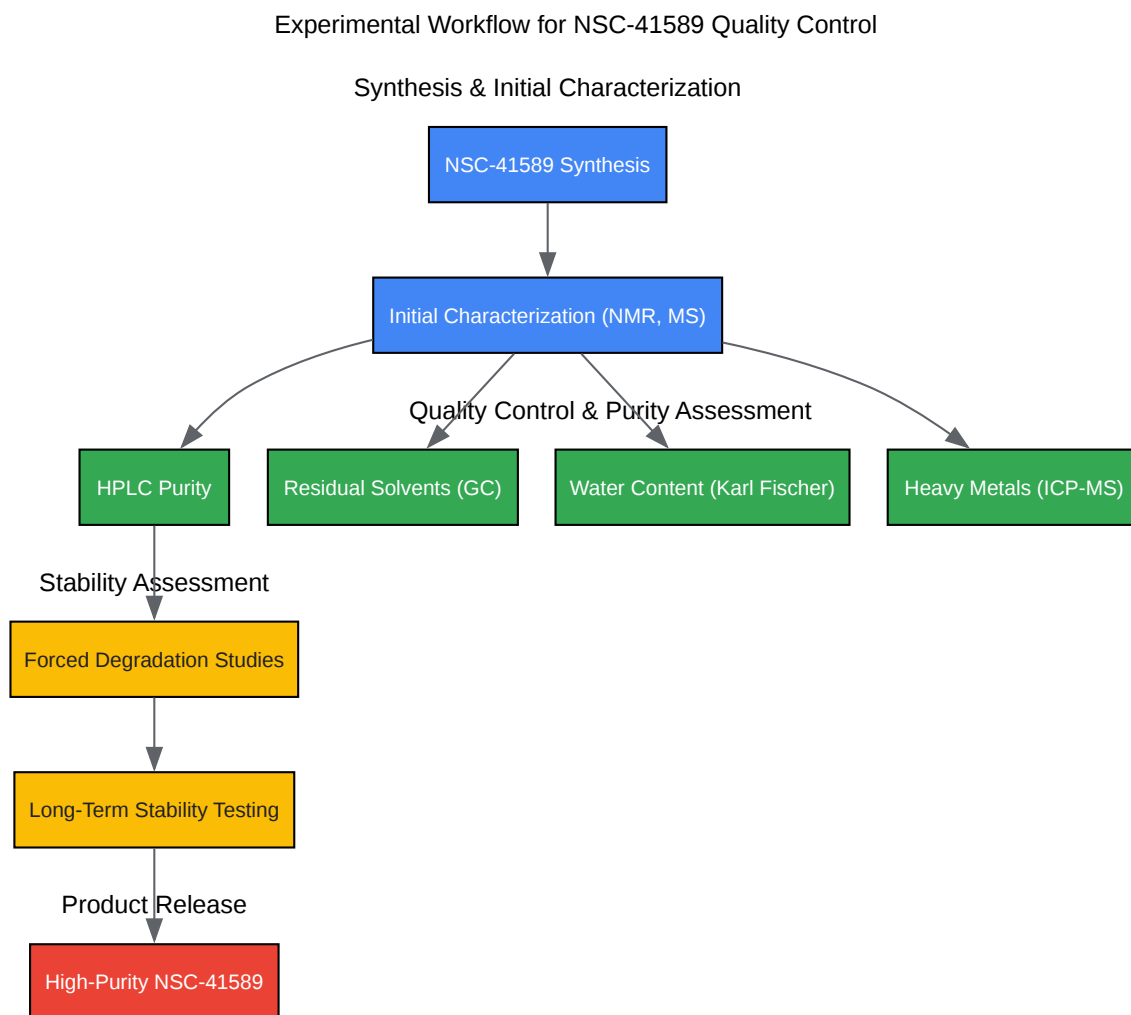 Experimental Workflow for NSC-41589 Quality Control
Synthesis & Initial Characterization
NSC-41589 Synthesis
Initial Characterization (NMR, MS)
Quality Control & Purity Assessment
HPLC Purity
Residual Solvents (GC)
Water Content (Karl Fischer)
Heavy Metals (ICP-MS)
Stability Assessment
Forced Degradation Studies
Long-Term Stability Testing
Product Release
High-Purity NSC-41589